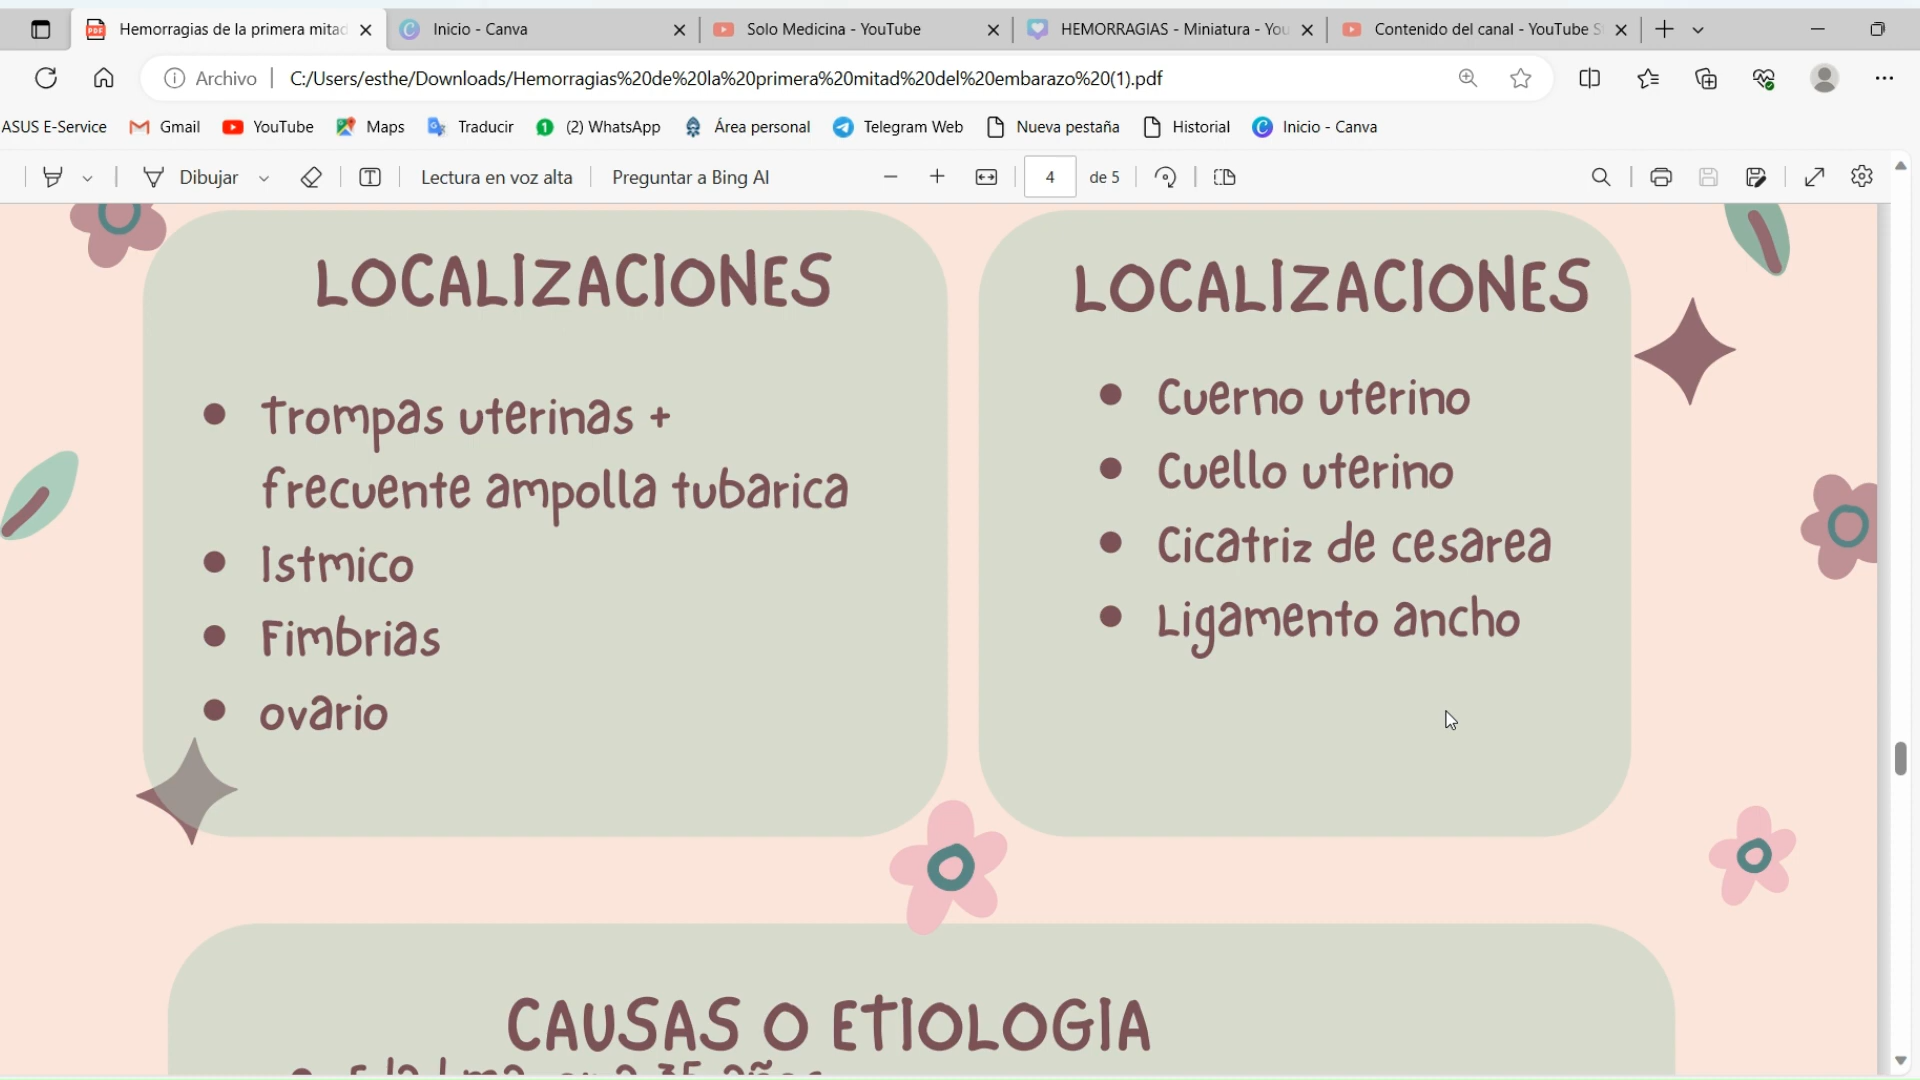 Hemorragias de la primera mitad
Inicio - Canva
Solo Medicina - YouTube
HEMORRAGIAS - Miniatura - You
Contenido del canal - YouTube S
Archivo
C:/Users/esthe/Downloads/Hemorragias%20de%20la%20primera%20mitad%20del%20embarazo%20(1).pdf
ASUS E-Service
Gmail
YouTube
Maps
Traducir
(2) WhatsApp
Área personal
Telegram Web
Nueva pestaña
Historial
Inicio - Canva
Dibujar
Lectura en voz alta
Preguntar a Bing AI
4
de 5
LOCALIZACIONES
Trompas uterinas +
frecuente ampolla tubarica
Istmico
Fimbrias
ovario
LOCALIZACIONES
Cuerno uterino
Cuello uterino
Cicatriz de cesarea
Ligamento ancho
CAUSAS O ETIOLOGIA